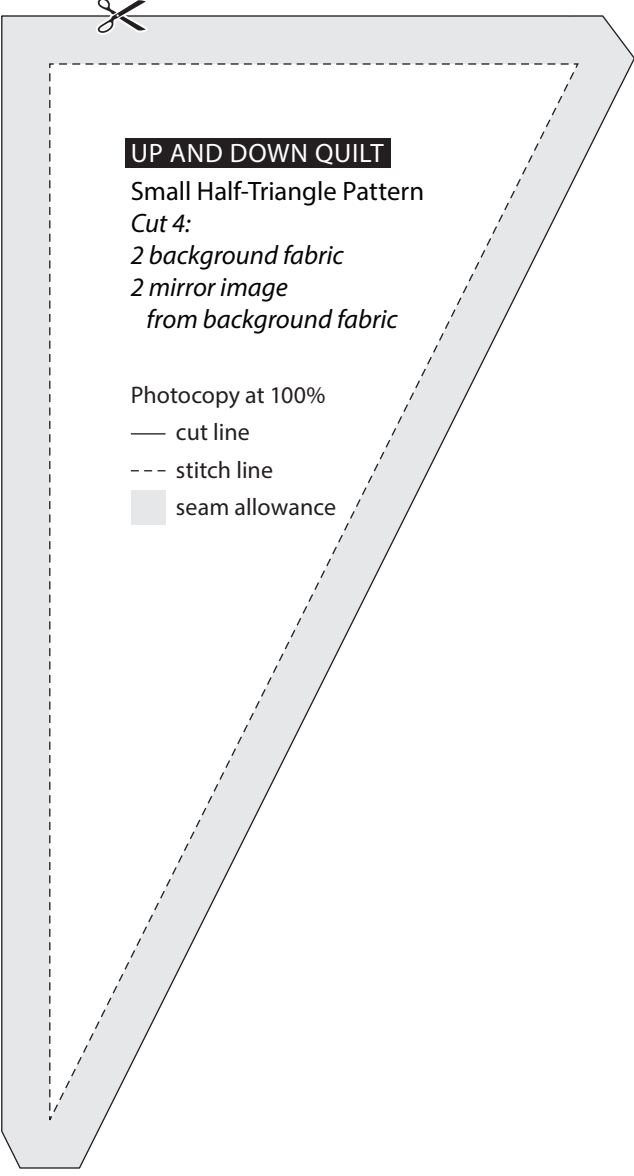 UP AND DOWN QUILT
Small Half-Triangle Pattern
Cut 4:
2 background fabric
2 mirror image
from background fabric
Photocopy at 100%
cut line
stitch line
seam allowance